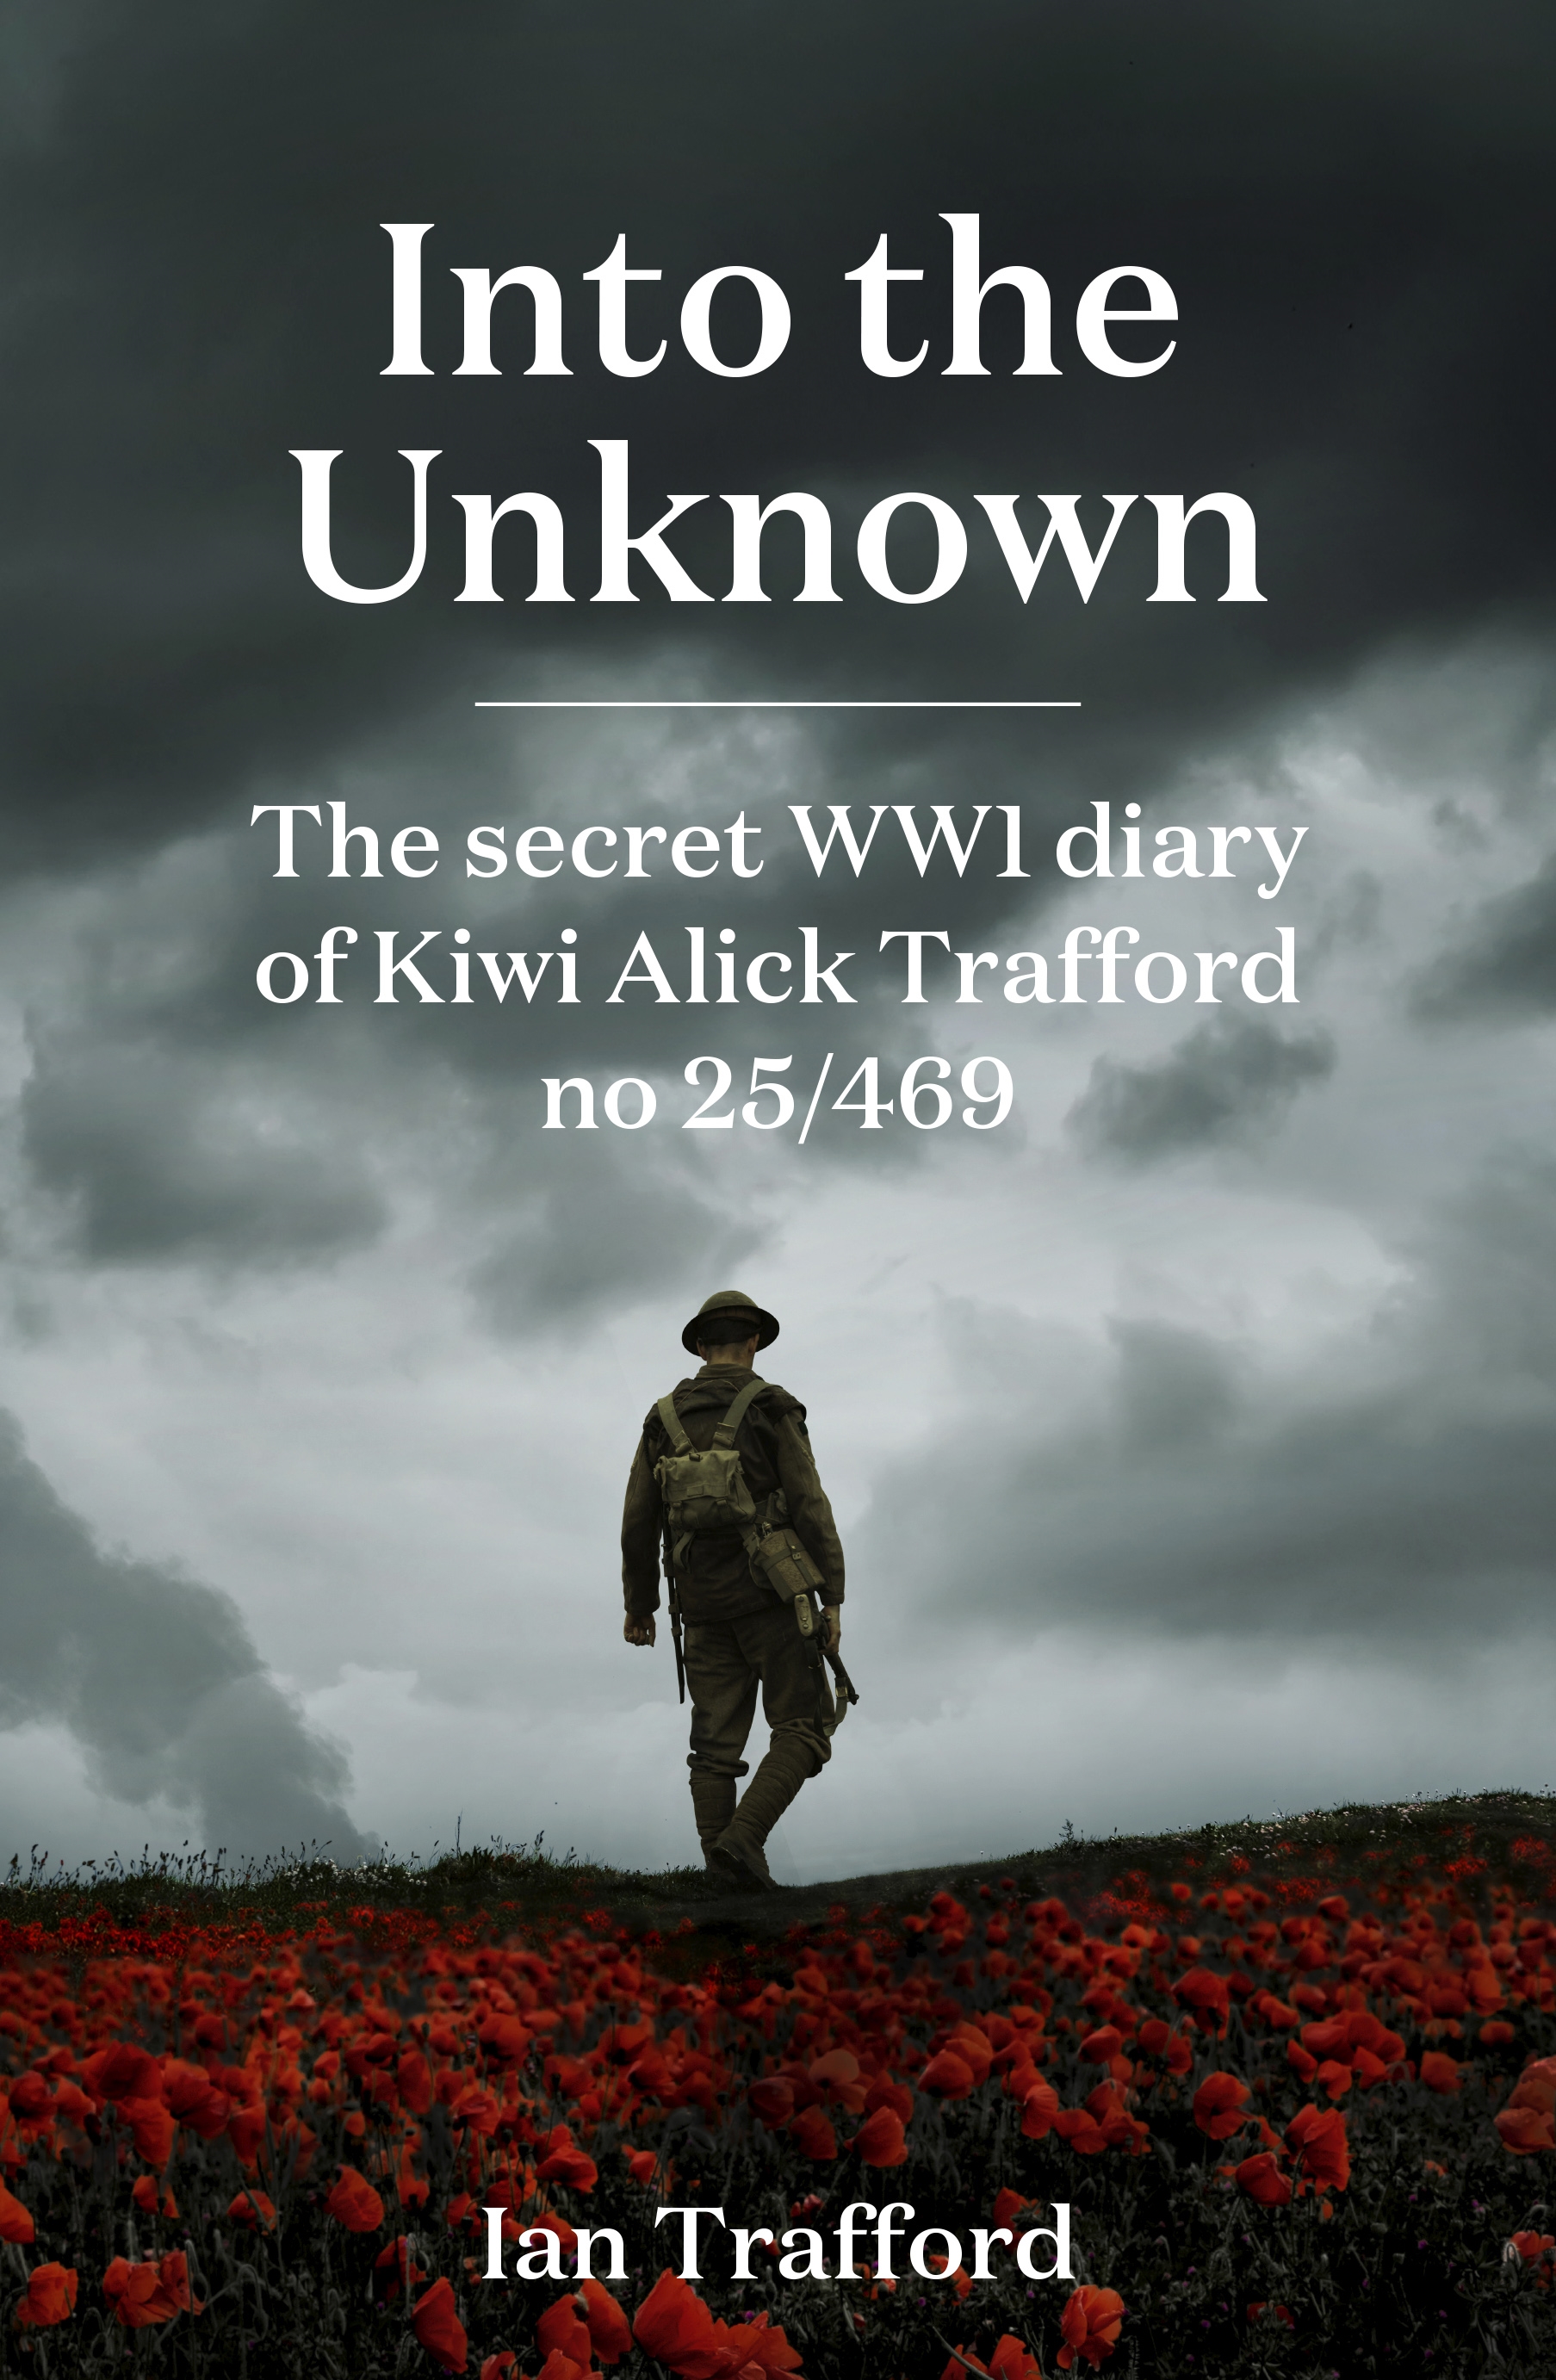 Into the
Unknown
The secret WW1 diary
of Kiwi Alick Trafford
no 25/469
Ian Trafford